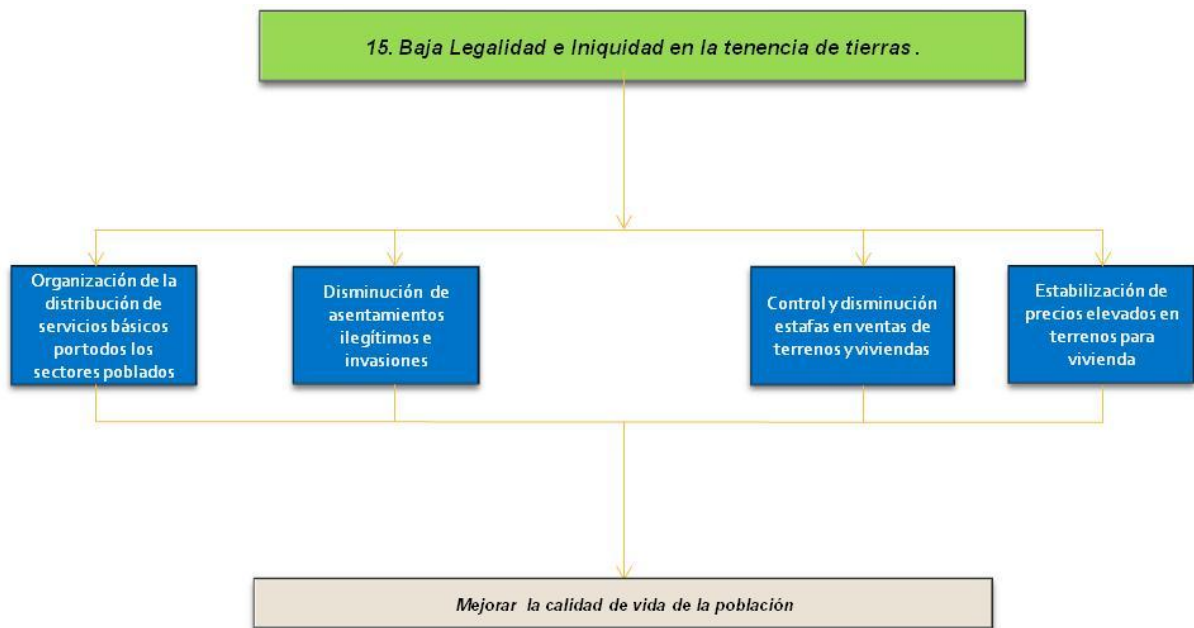 15. Baja Legalidad e Iniquidad en la tenencia de tierras .
Organización de la
distribución de
servicios básicos
por todos los
sectores poblados
Disminución de
asentamientos
ilegítimos e
invasiones
Control y disminución
estafas en ventas de
terrenos y viviendas
Estabilización de
precios elevados en
terrenos para
vivienda
Mejorar la calidad de vida de la población